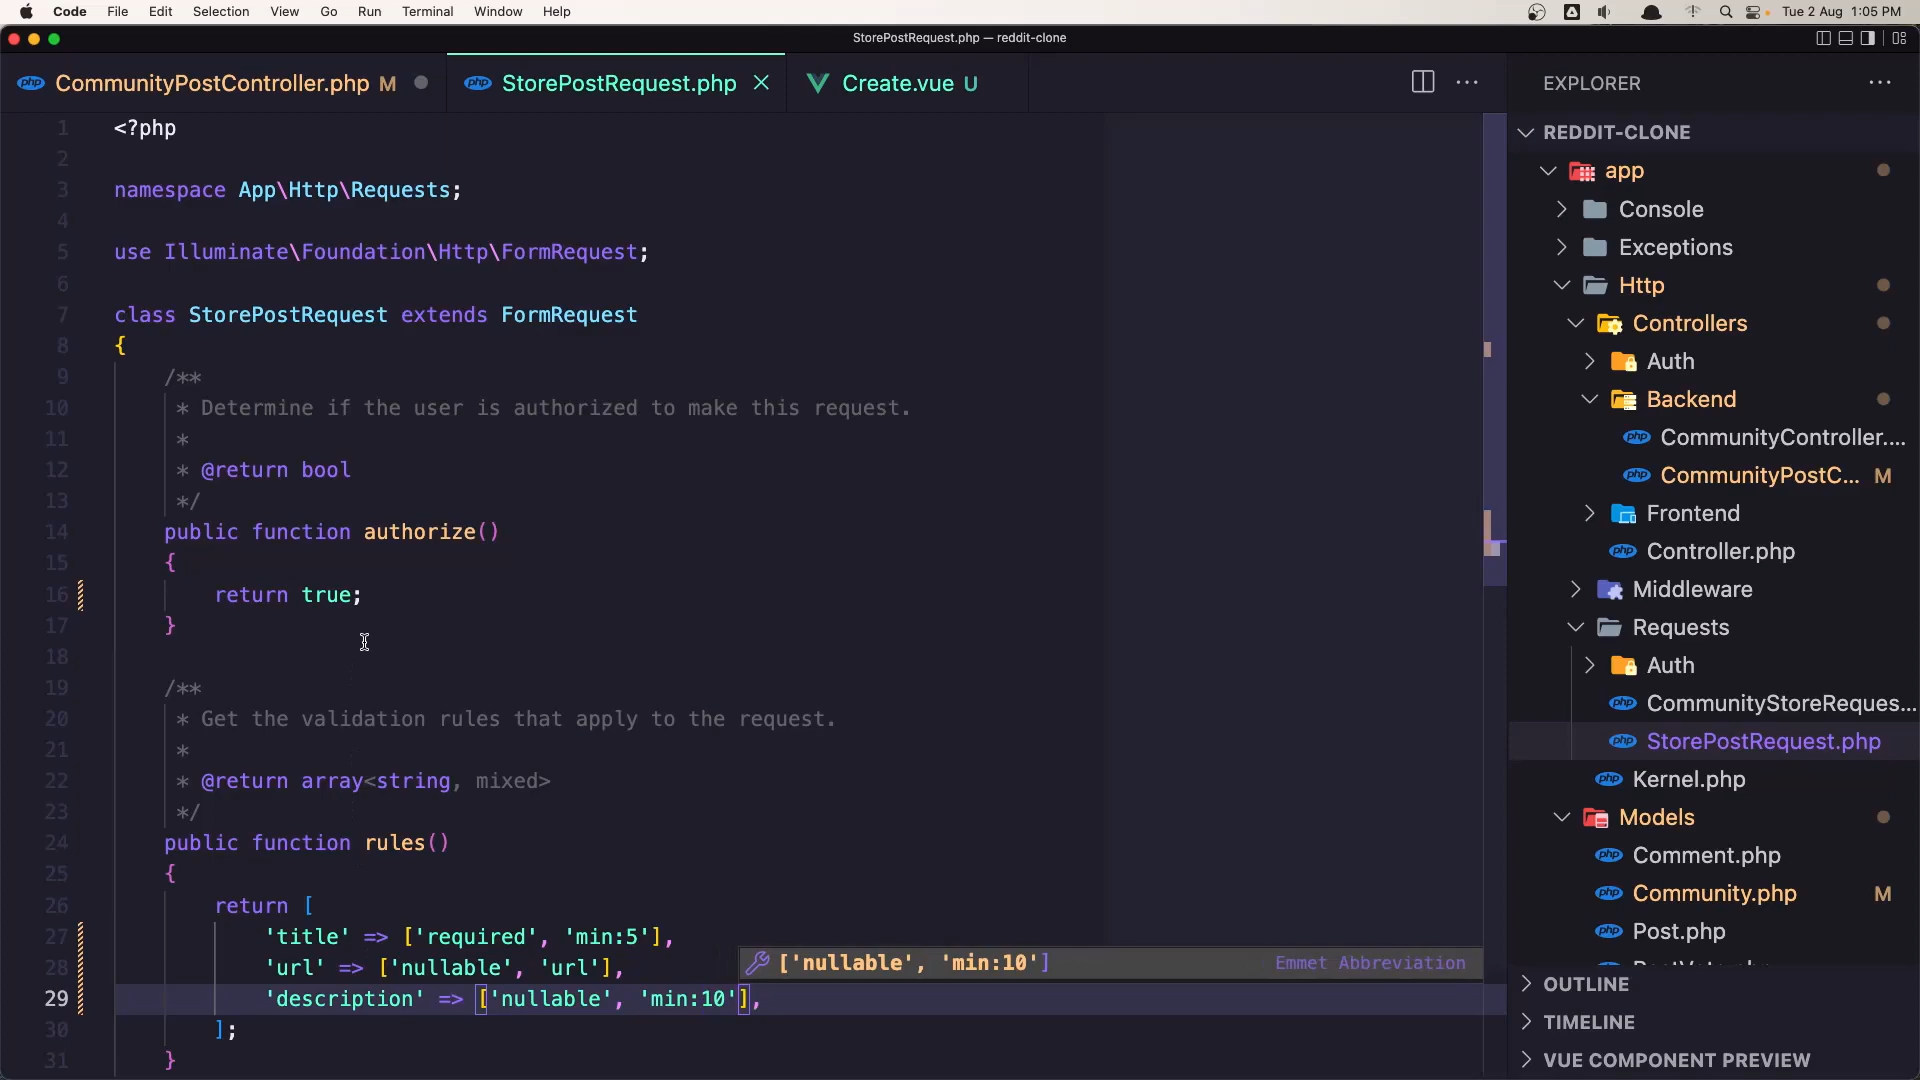 Code File Edit Selection View Go Run Terminal Window Help Tue 2 Aug 1:05 PM
StorePostRequest.php — reddit-clone
CommunityPostController.php M StorePostRequest.php Create.vue U
1 <?php
2
3 namespace App\Http\Requests;
4
5 use Illuminate\Foundation\Http\FormRequest;
6
7 class StorePostRequest extends FormRequest
8 {
9 /**
10 * Determine if the user is authorized to make this request.
11 *
12 * @return bool
13 */
14 public function authorize()
15 {
16 return true;
17 }
18
19 /**
20 * Get the validation rules that apply to the request.
21 *
22 * @return array<string, mixed>
23 */
24 public function rules()
25 {
26 return [
27 'title' => ['required', 'min:5'],
28 'url' => ['nullable', 'url'],
29 'description' => ['nullable', 'min:10'],
30 ];
31 }
['nullable', 'min:10'] Emmet Abbreviation
EXPLORER
REDDIT-CLONE
app
Console
Exceptions
Http
Controllers
Auth
Backend
CommunityController....
CommunityPostC... M
Frontend
Controller.php
Middleware
Requests
Auth
CommunityStoreReques...
StorePostRequest.php
Kernel.php
Models
Comment.php
Community.php M
Post.php
OUTLINE
TIMELINE
VUE COMPONENT PREVIEW